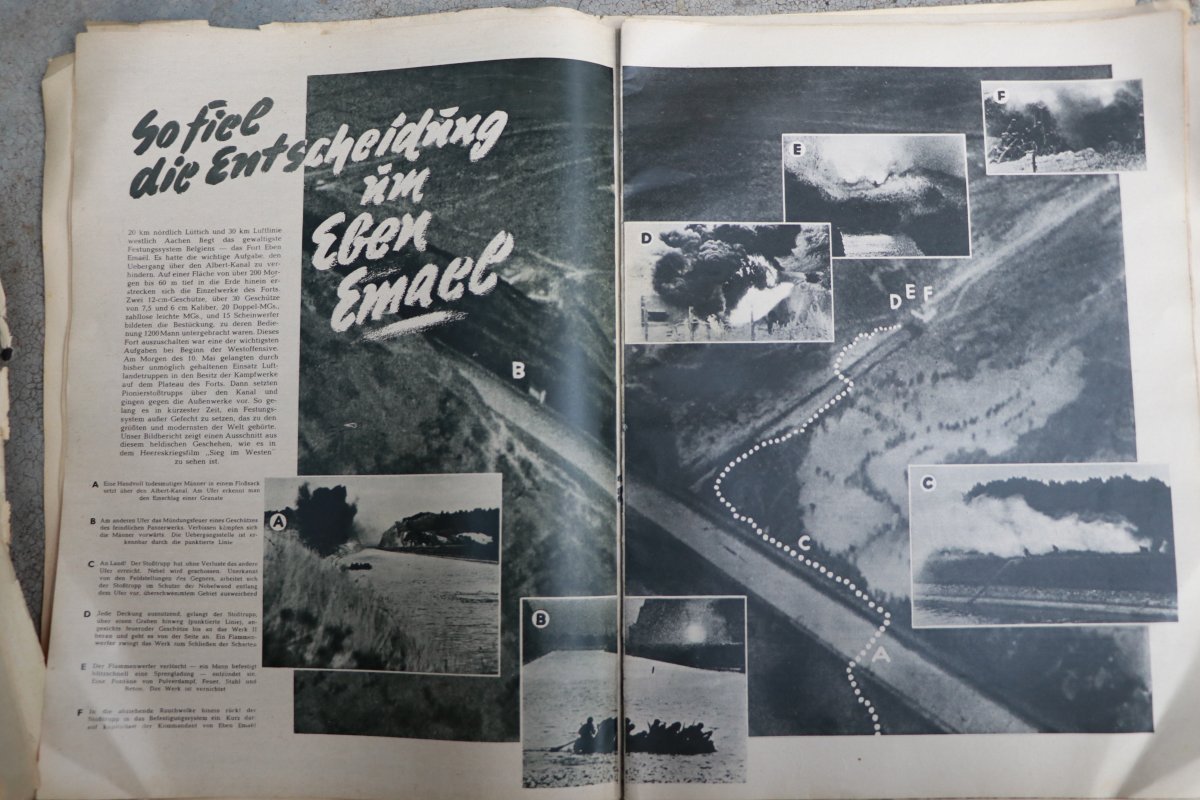 So fiel
die Entscheidung
um
Eben
Emael
20 km nördlich Lüttich und 30 km Luftlinie
westlich Aachen liegt das gewaltigste
Festungssystem Belgiens — das Fort Eben
Emael. Es hatte die wichtige Aufgabe, den
Uebergang über den Albert-Kanal zu ver-
hindern. Auf einer Fläche von über 200 Mor-
gen bis 60 m tief in die Erde hinein er-
strecken sich die Einzelwerke des Forts.
Zwei 12-cm-Geschütze, über 30 Geschütze
von 7,5 und 6 cm Kaliber, 20 Doppel-MGs.,
zahllose leichte MGs., und 15 Scheinwerfer
bildeten die Bestückung, zu deren Bedie-
nung 1200 Mann untergebracht waren. Dieses
Fort auszuschalten war eine der wichtigsten
Aufgaben bei Beginn der Westoffensive.
Am Morgen des 10. Mai gelangten durch
bisher unmöglich gehaltenen Einsatz Luft-
landetruppen in den Besitz der Kampfwerke
auf dem Plateau des Forts. Dann setzten
Pionierstoßtrupps über den Kanal und
gingen gegen die Außenwerke vor. So ge-
lang es in kürzester Zeit, ein Festungs-
system außer Gefecht zu setzen, das zu den
größten und modernsten der Welt gehörte.
Unser Bildbericht zeigt einen Ausschnitt aus
diesem heldischen Geschehen, wie es in
dem Heereskriegsfilm „Sieg im Westen"
zu sehen ist.
A Eine Handvoll todesmutiger Männer in einem Floßsack
setzt über den Albert-Kanal. Am Ufer erkennt man
den Einschlag einer Granate
B Am anderen Ufer das Mündungsfeuer eines Geschützes
des feindlichen Panzerwerks. Verbissen kämpfen sich
die Männer vorwärts. Die Uebergangsstelle ist er-
kennbar durch die punktierte Linie
C An Land! Der Stoßtrupp hat ohne Verluste das andere
Ufer erreicht. Nebel wird geschossen. Unerkannt
von den Feldstellungen des Gegners, arbeitet sich
der Stoßtrupp im Schutze der Nebelwand entlang
dem Ufer vor, überschwemmtem Gebiet ausweichend
D Jede Deckung ausnutzend, gelangt der Stoßtrupp,
über einen Graben hinweg (punktierte Linie), an-
gesichts feuernder Geschütze bis an das Werk II
heran und geht es von der Seite an. Ein Flammen-
werfer zwingt das Werk zum Schließen der Scharten
E Der Flammenwerfer verlöscht — ein Mann befestigt
blitzschnell eine Sprengladung — entzündet sie.
Eine Fontäne von Pulverdampf, Feuer, Stahl und
Beton. Das Werk ist vernichtet
F In die abziehende Rauchwolke hinein rückt der
Stoßtrupp in das Befestigungssystem ein. Kurz dar-
auf kapituliert der Kommandant von Eben Emael
B
A
B
F
E
D
D E F
C
C
A